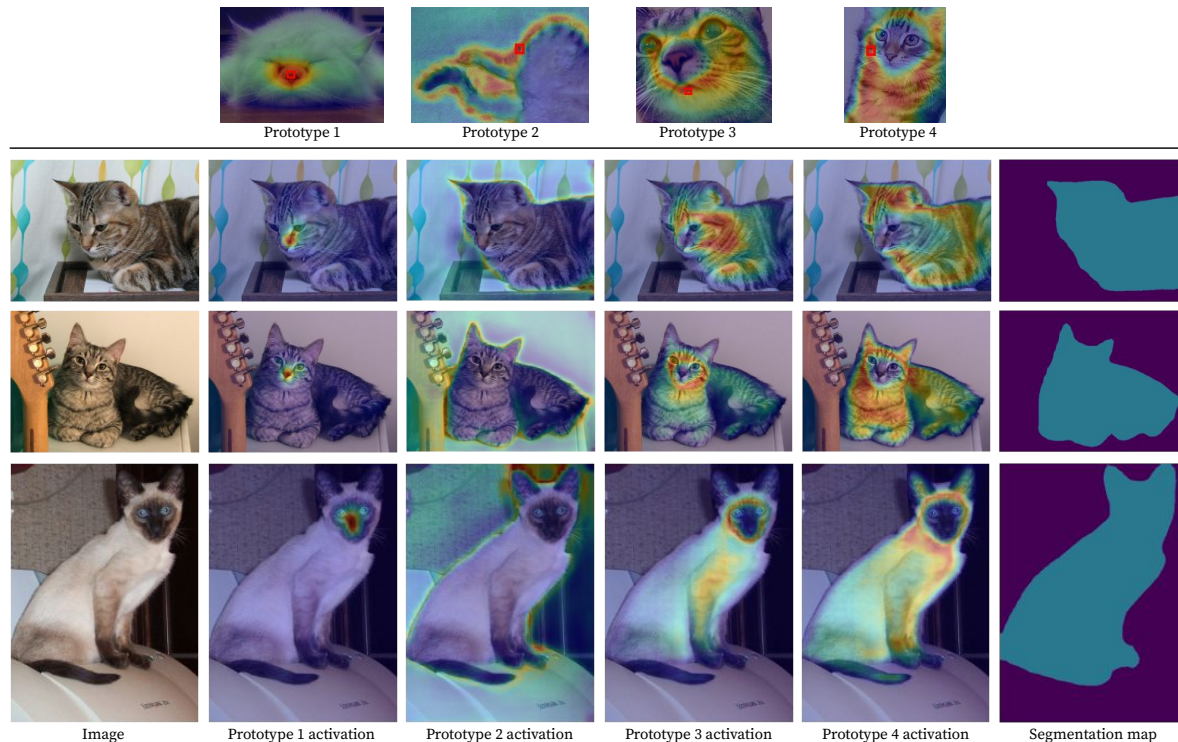 Prototype 1
Prototype 2
Prototype 3
Prototype 4
Image
Prototype 1 activation
Prototype 2 activation
Prototype 3 activation
Prototype 4 activation
Segmentation map